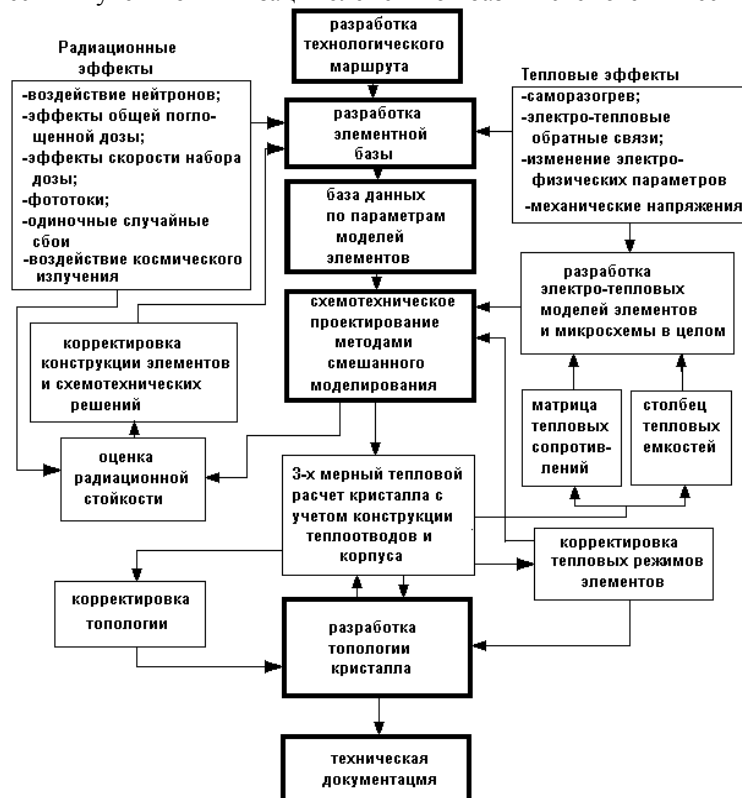 разработка
технологического
маршрута
Радиационные
эффекты
-воздействие нейтронов;
-эффекты общей погло-
щенной дозы;
-эффекты скорости набора
дозы;
-фототоки;
-одиночные случайные
сбои
-воздействие космического
излучения
разработка
элементной
базы
Тепловые эффекты
-саморазогрев;
-электро-тепловые
обратные связи;
-изменение электро-
физических параметров
-механические напряжения
база данных
по параметрам
моделей
элементов
разработка
электро-тепловых
моделей элементов
и микросхемы в целом
схемотехническое
проектирование
методами
смешанного
моделирования
корректировка
конструкции элементов
и схемотехнических
решений
матрица
тепловых
сопротив-
лений
столбец
тепловых
емкостей
оценка
радиационной
стойкости
3-х мерный тепловой
расчет кристалла с
учетом конструкции
теплоотводов и
корпуса
корректировка
тепловых режимов
элементов
корректировка
топологии
разработка
топологии
кристалла
техническая
документацмя